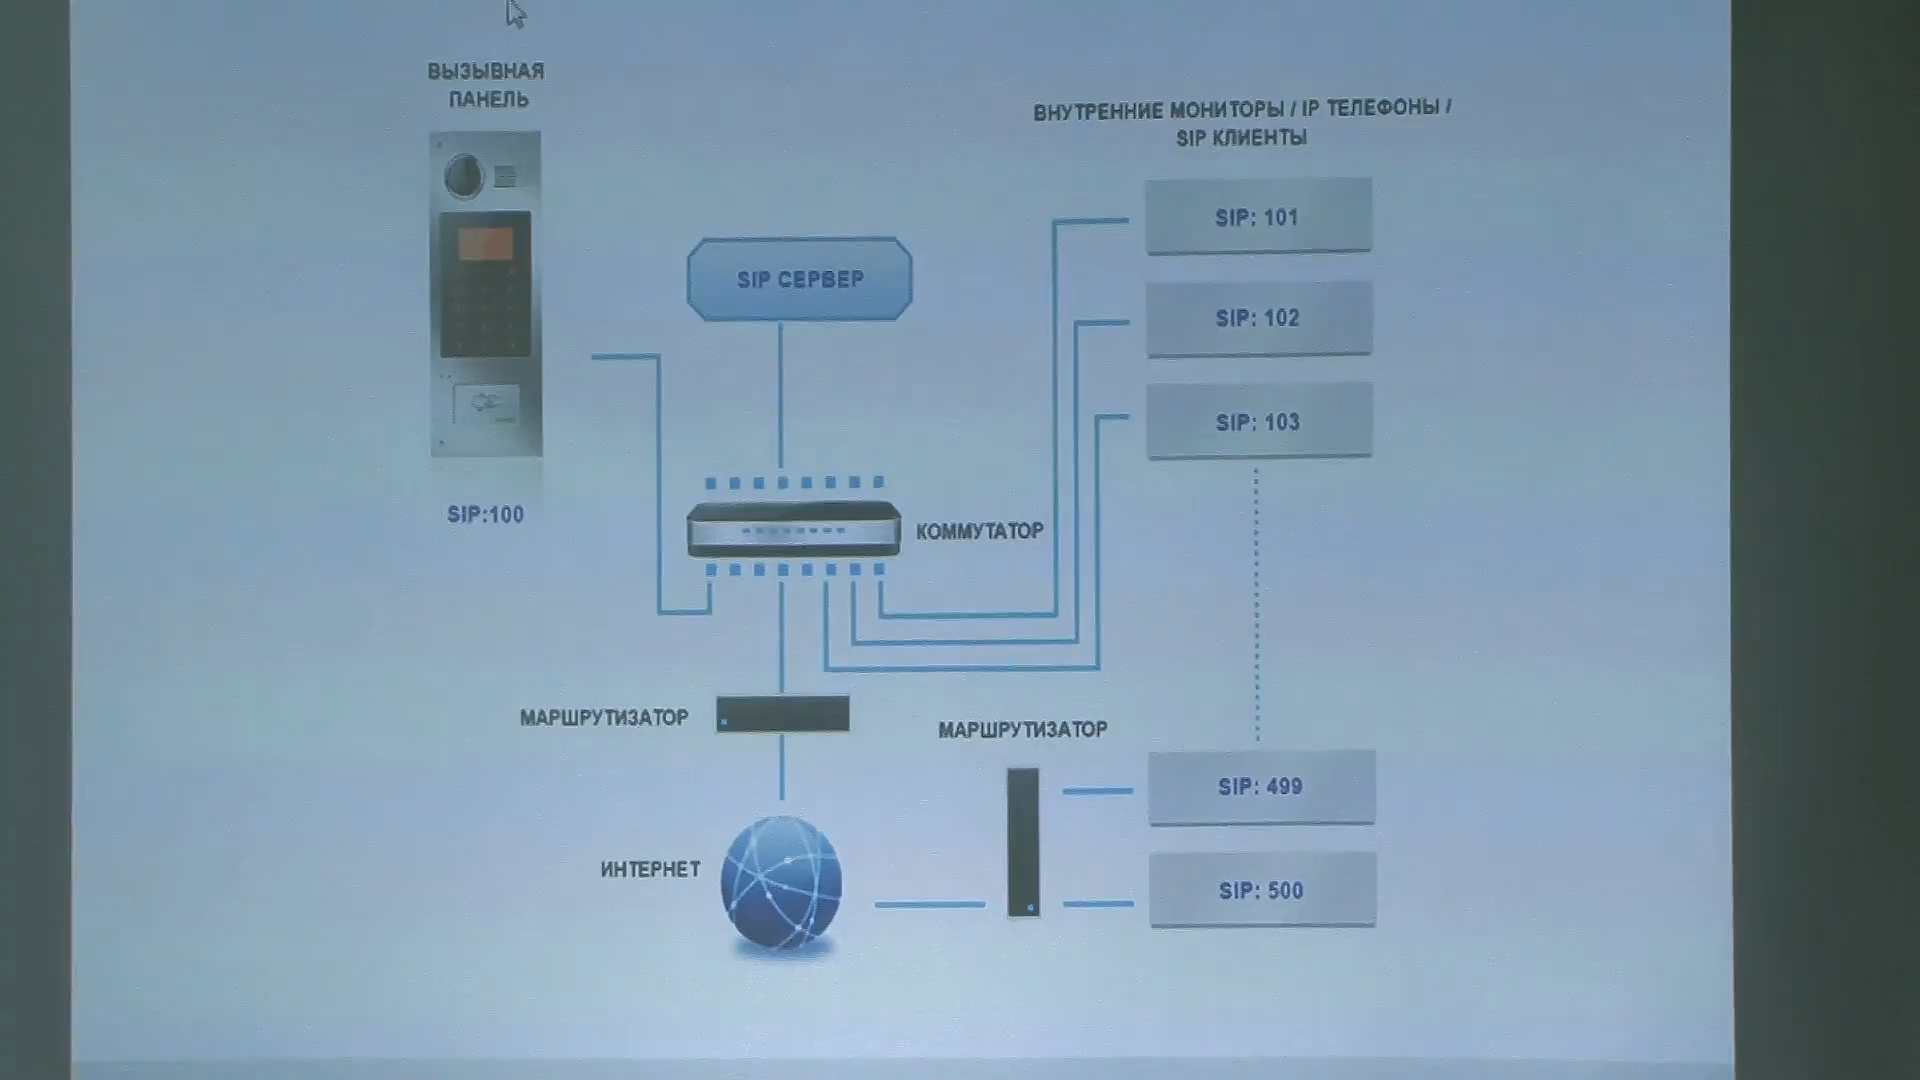 ВЫЗЫВНАЯ
ПАНЕЛЬ
SIP:100
SIP СЕРВЕР
КОММУТАТОР
МАРШРУТИЗАТОР
ИНТЕРНЕТ
МАРШРУТИЗАТОР
ВНУТРЕННИЕ МОНИТОРЫ / IP ТЕЛЕФОНЫ /
SIP КЛИЕНТЫ
SIP: 101
SIP: 102
SIP: 103
SIP: 499
SIP: 500